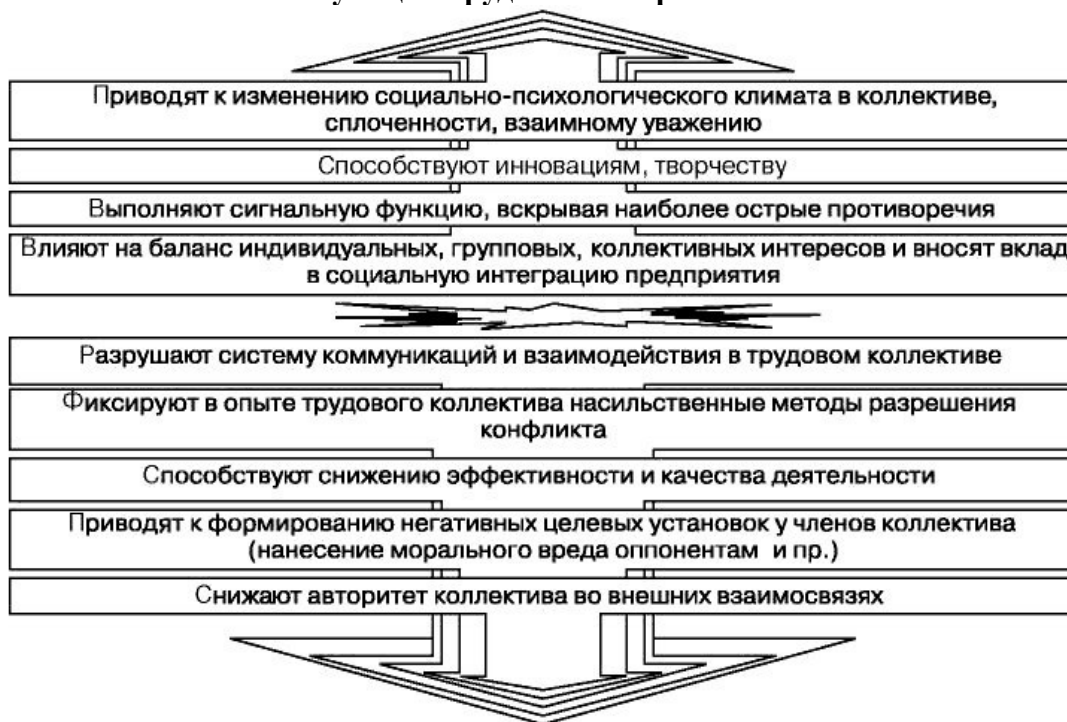 Приводят к изменению социально-психологического климата в коллективе,
сплоченности, взаимному уважению
Способствуют инновациям, творчеству
Выполняют сигнальную функцию, вскрывая наиболее острые противоречия
Влияют на баланс индивидуальных, групповых, коллективных интересов и вносят вклад
в социальную интеграцию предприятия
Разрушают систему коммуникаций и взаимодействия в трудовом коллективе
Фиксируют в опыте трудового коллектива насильственные методы разрешения
конфликта
Способствуют снижению эффективности и качества деятельности
Приводят к формированию негативных целевых установок у членов коллектива
(нанесение морального вреда оппонентам и пр.)
Снижают авторитет коллектива во внешних взаимосвязях